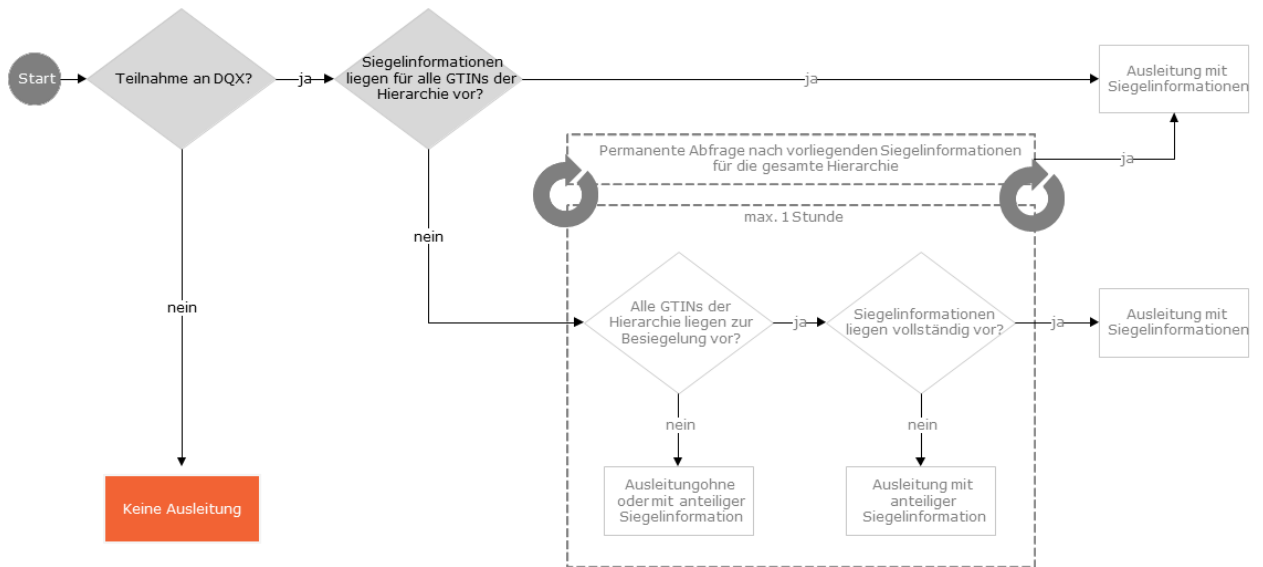 Start
Teilnahme an DQX?
ja
Siegelinformationen
liegen für alle GTINs der
Hierarchie vor?
ja
Ausleitung mit
Siegelinformationen
Permanente Abfrage nach vorliegenden Siegelinformationen
für die gesamte Hierarchie
ja
max. 1 Stunde
nein
nein
Alle GTINs der
Hierarchie liegen zur
Besiegelung vor?
ja
Siegelinformationen
liegen vollständig vor?
ja
Ausleitung mit
Siegelinformationen
nein
nein
Keine Ausleitung
Ausleitungohne
oder mit anteiliger
Siegelinformation
Ausleitung mit
anteiliger
Siegelinformation